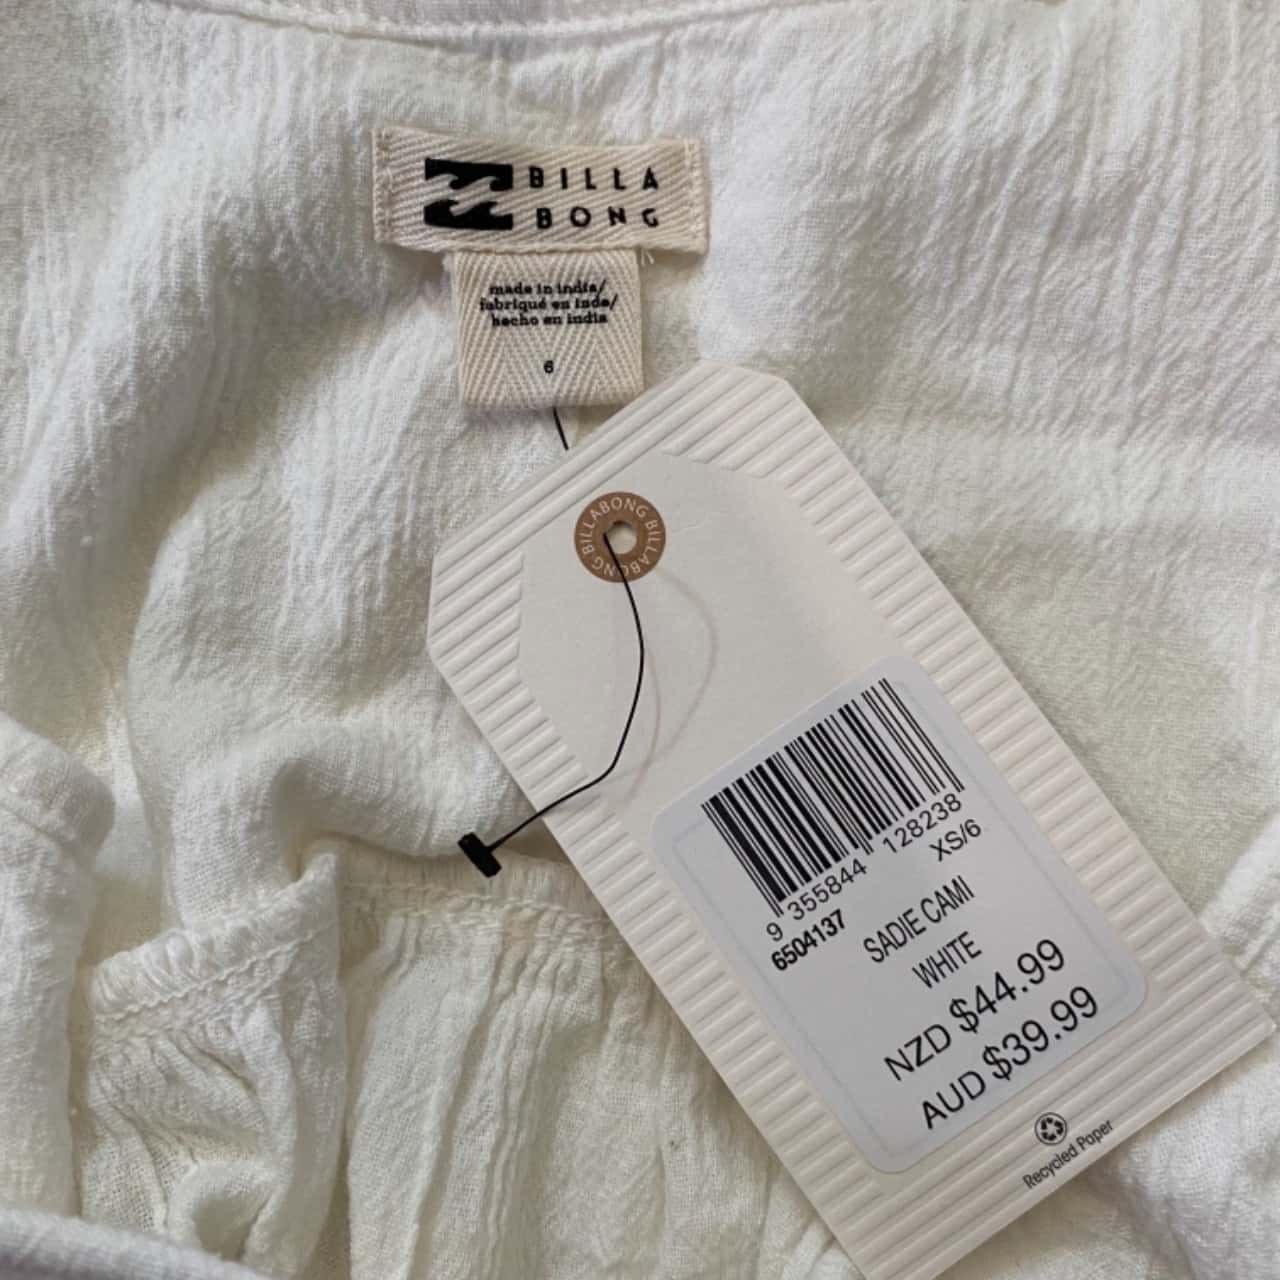 BILLA
BONG
made in india/
fabriqué en inde/
hecho en india
6
BILLABONG BILLABONG
9 355844 128238
6504137
XS/6
SADIE CAMI
WHITE
NZD $44.99
AUD $39.99
Recycled Paper